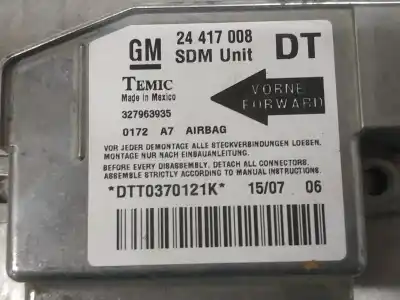 GM 24 417 008 DT
SDM Unit
TEMIC
Made in Mexico
VORNE
FORWARD
327963935
0172 A7 AIRBAG
VOR JEDER DEMONTAGE ALLE STECKVERBINDUNGEN LOESEN.
MONTAGE NUR NACH EINBAUANLEITUNG.
BEFORE EVERY DISASSEMBLY, DETACH ALL CONNECTORS.
ASSEMBLE STRICTLY ACCORDING TO MANUAL INSTRUCTIONS.
*DTT0370121K* 15/07 06